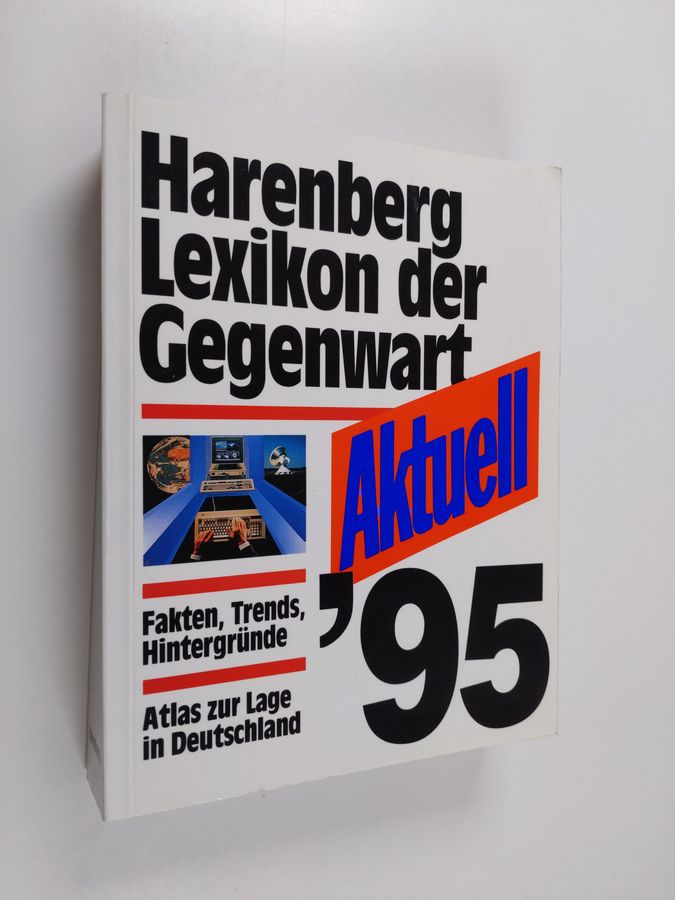 Harenberg
Lexikon der
Gegenwart
Aktuell
’95
Fakten, Trends,
Hintergründe
Atlas zur Lage
in Deutschland